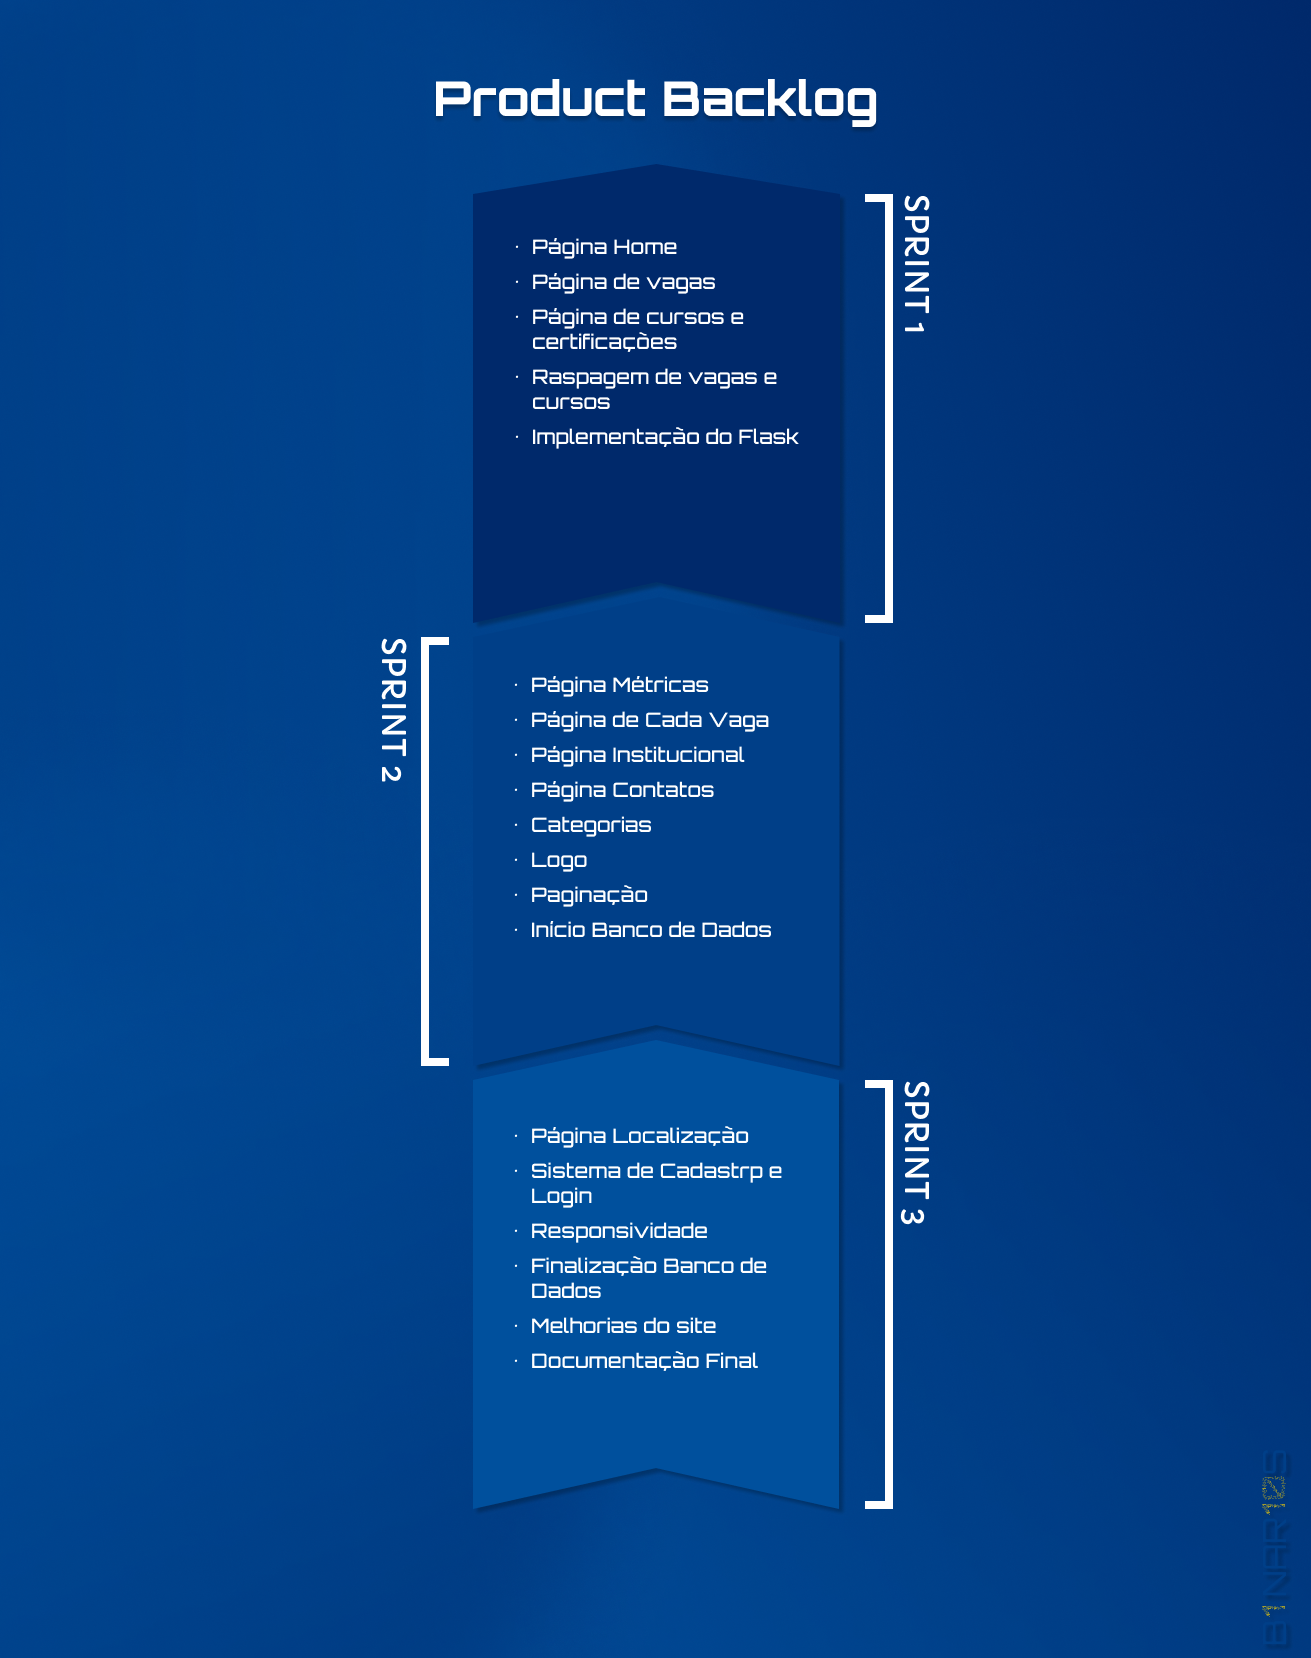 Product Backlog
SPRINT 1
· Página Home
· Página de vagas
· Página de cursos e
certificações
· Raspagem de vagas e
cursos
· Implementação do Flask
SPRINT 2
· Página Métricas
· Página de Cada Vaga
· Página Institucional
· Página Contatos
· Categorias
· Logo
· Paginação
· Início Banco de Dados
SPRINT 3
· Página Localização
· Sistema de Cadastrp e
Login
· Responsividade
· Finalização Banco de
Dados
· Melhorias do site
· Documentação Final
B1NAR10S